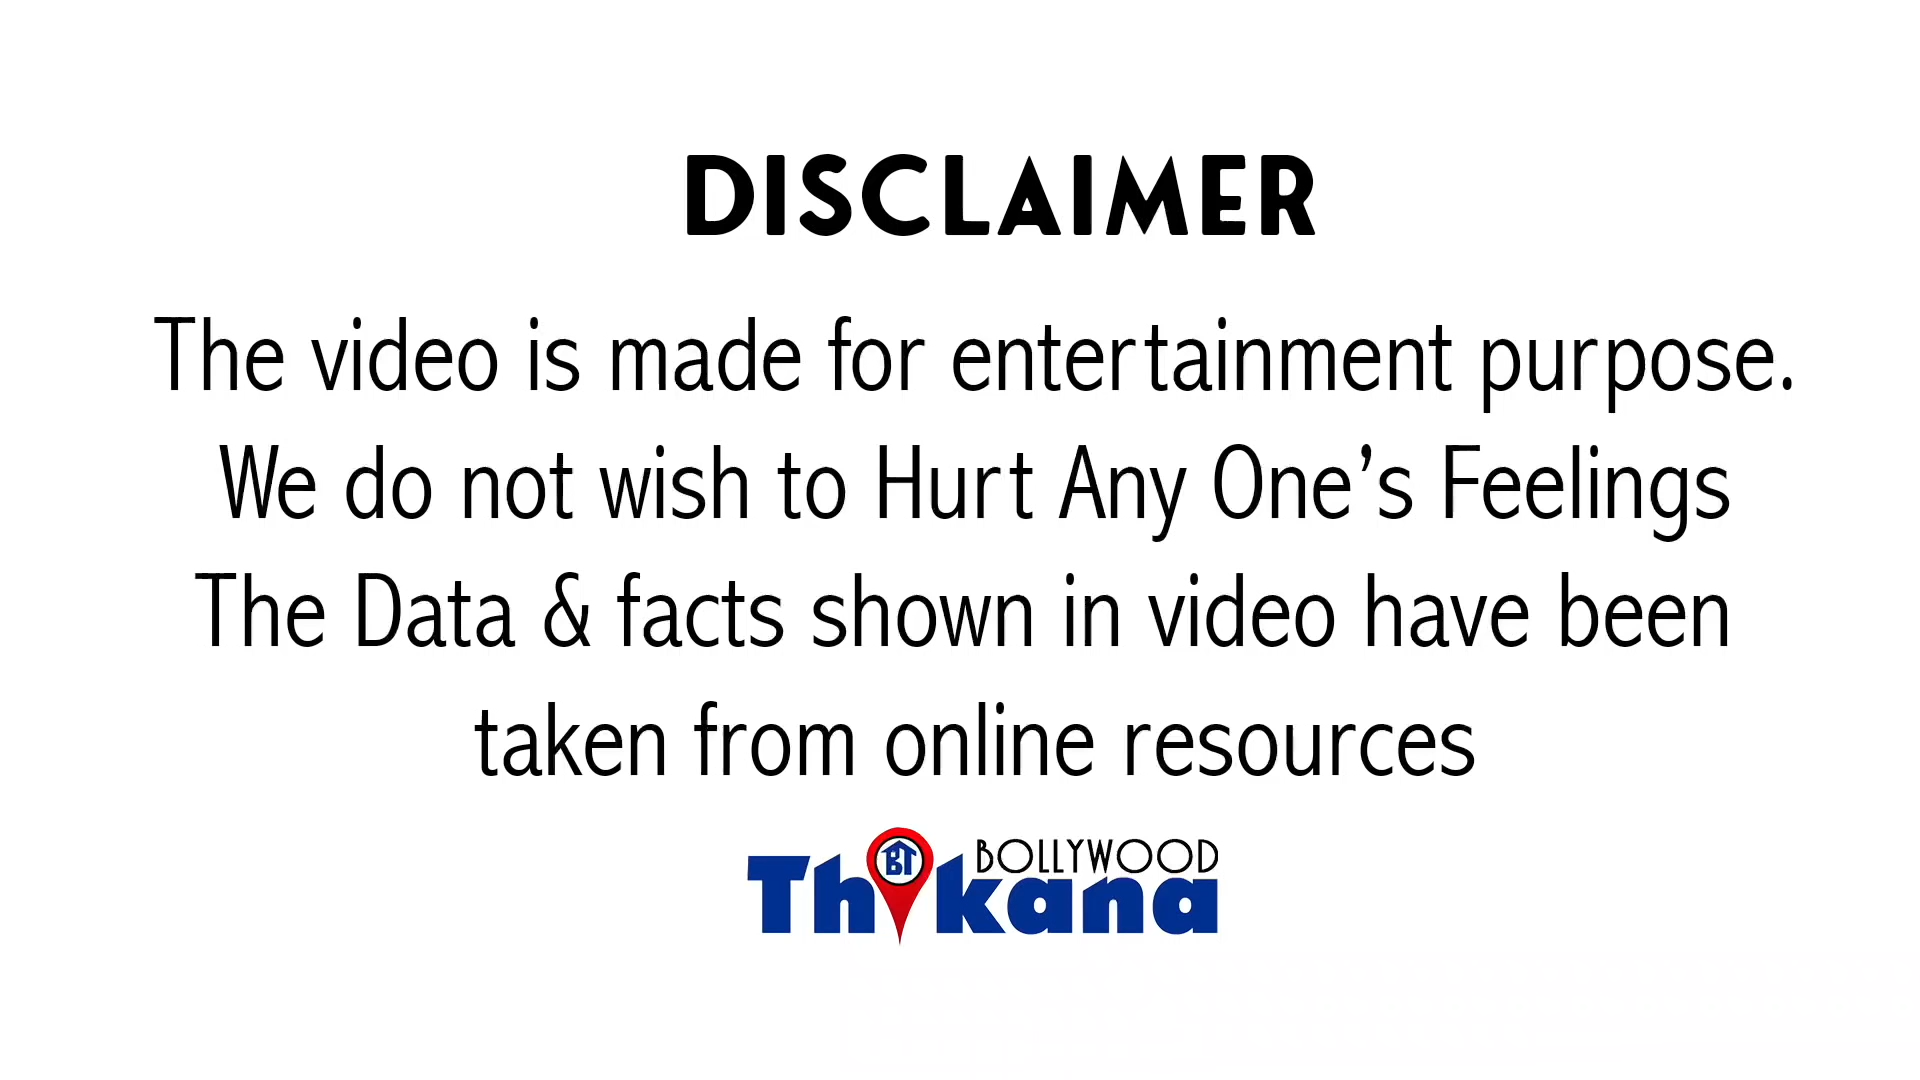 DISCLAIMER
The video is made for entertainment purpose.
We do not wish to Hurt Any One’s Feelings
The Data & facts shown in video have been
taken from online resources
BT BOLLYWOOD
Thikana